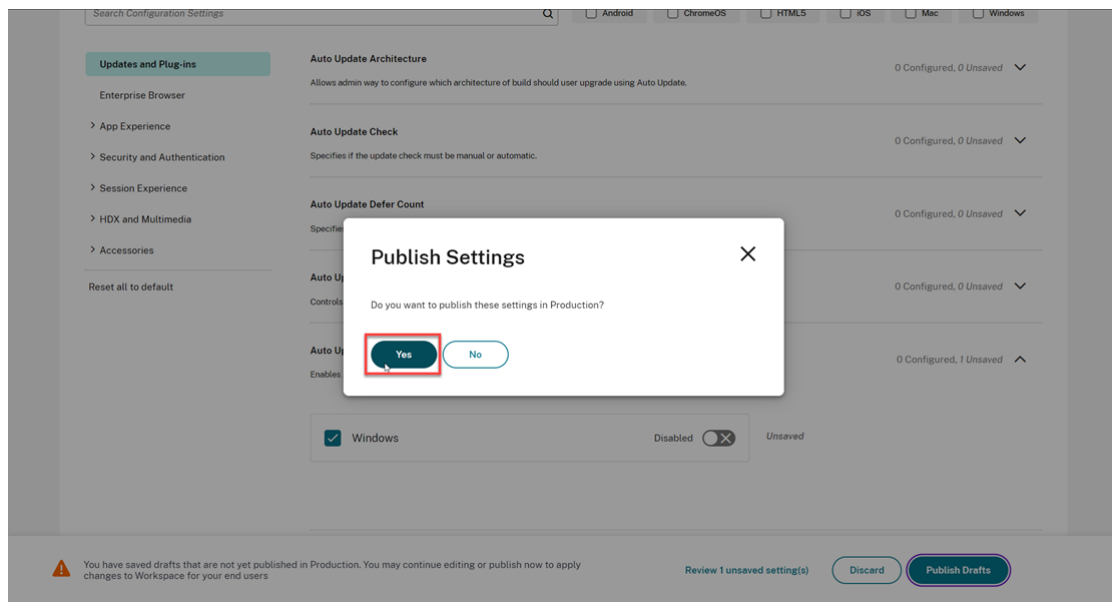 Search Configuration Settings
Android
ChromeOS
HTML5
iOS
Mac
Windows
Updates and Plug-ins
Enterprise Browser
App Experience
Security and Authentication
Session Experience
HDX and Multimedia
Accessories
Reset all to default
Auto Update Architecture
Allows admin way to configure which architecture of build should user upgrade using Auto Update.
0 Configured, 0 Unsaved
Auto Update Check
Specifies if the update check must be manual or automatic.
0 Configured, 0 Unsaved
Auto Update Defer Count
0 Configured, 0 Unsaved
Auto
Controls
0 Configured, 0 Unsaved
Auto
Enables
0 Configured, 1 Unsaved
Publish Settings
Do you want to publish these settings in Production?
Yes
No
Windows
Disabled
Unsaved
You have saved drafts that are not yet published in Production. You may continue editing or publish now to apply
changes to Workspace for your end users
Review 1 unsaved setting(s)
Discard
Publish Drafts